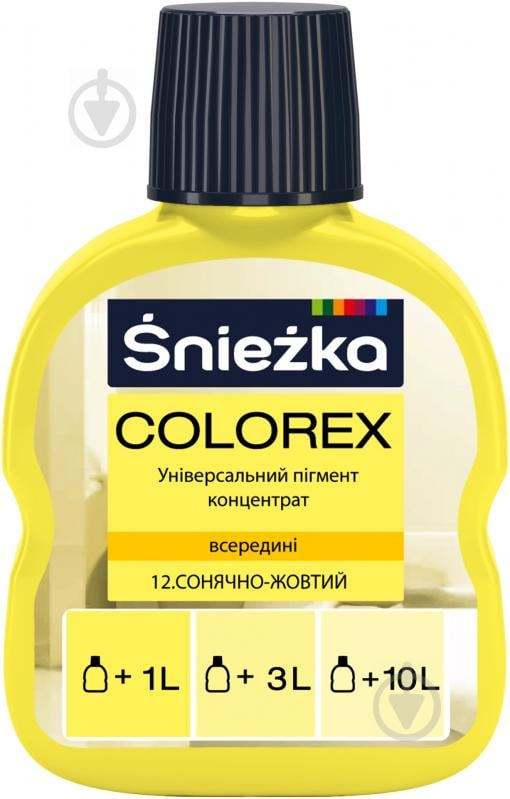 Śnieżka
COLOREX
Універсальний пігмент
концентрат
всередині
12.СОНЯЧНО-ЖОВТИЙ
+ 1L + 3L +10L